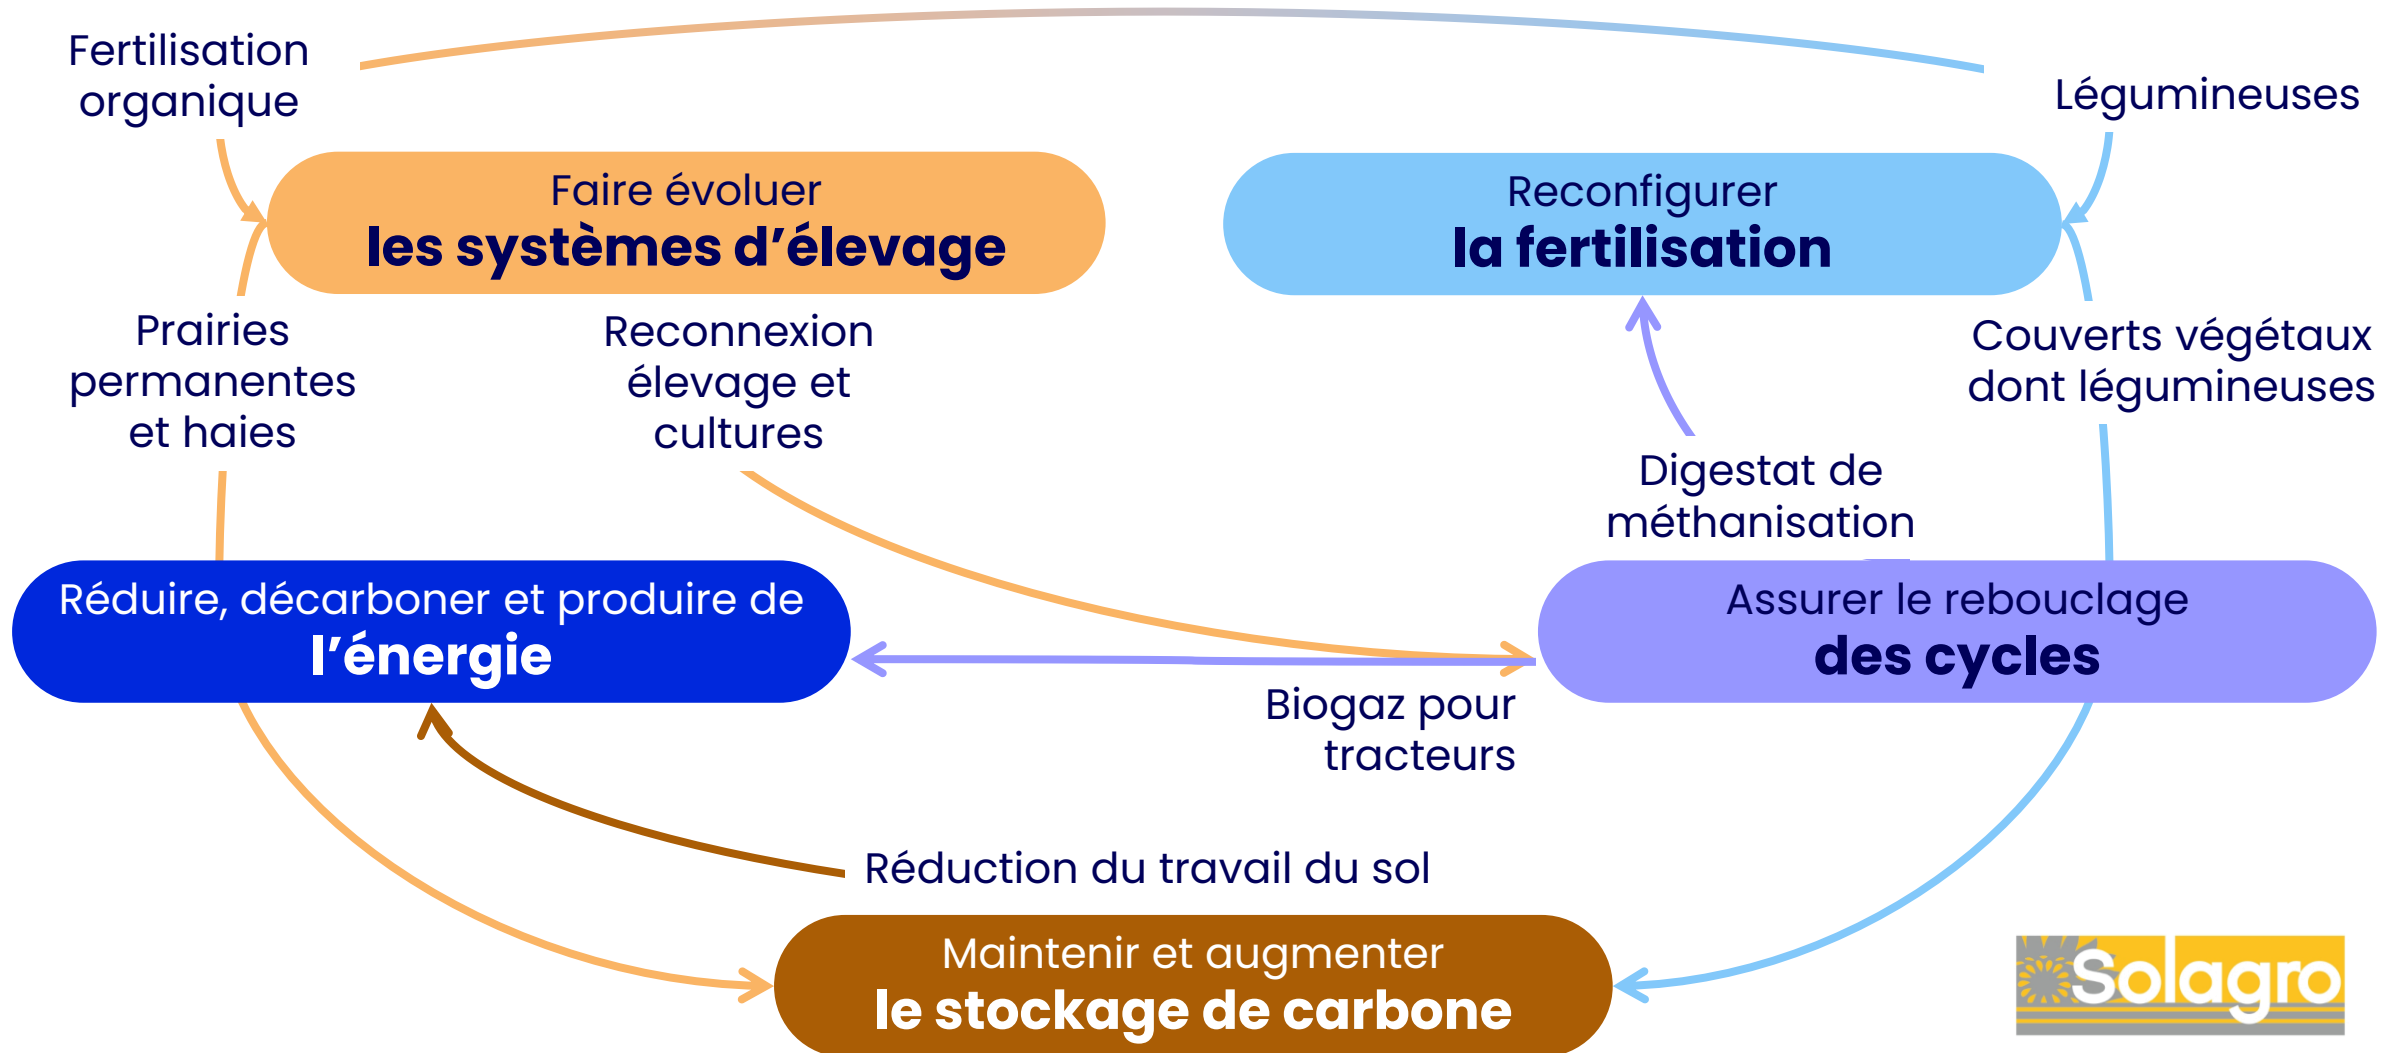 Fertilisation
organique
Légumineuses
Faire évoluer
les systèmes d’élevage
Reconfigurer
la fertilisation
Prairies
permanentes
et haies
Reconnexion
élevage et
cultures
Couverts végétaux
dont légumineuses
Digestat de
méthanisation
Réduire, décarboner et produire de
l’énergie
Assurer le rebouclage
des cycles
Biogaz pour
tracteurs
Réduction du travail du sol
Maintenir et augmenter
le stockage de carbone
Solagro